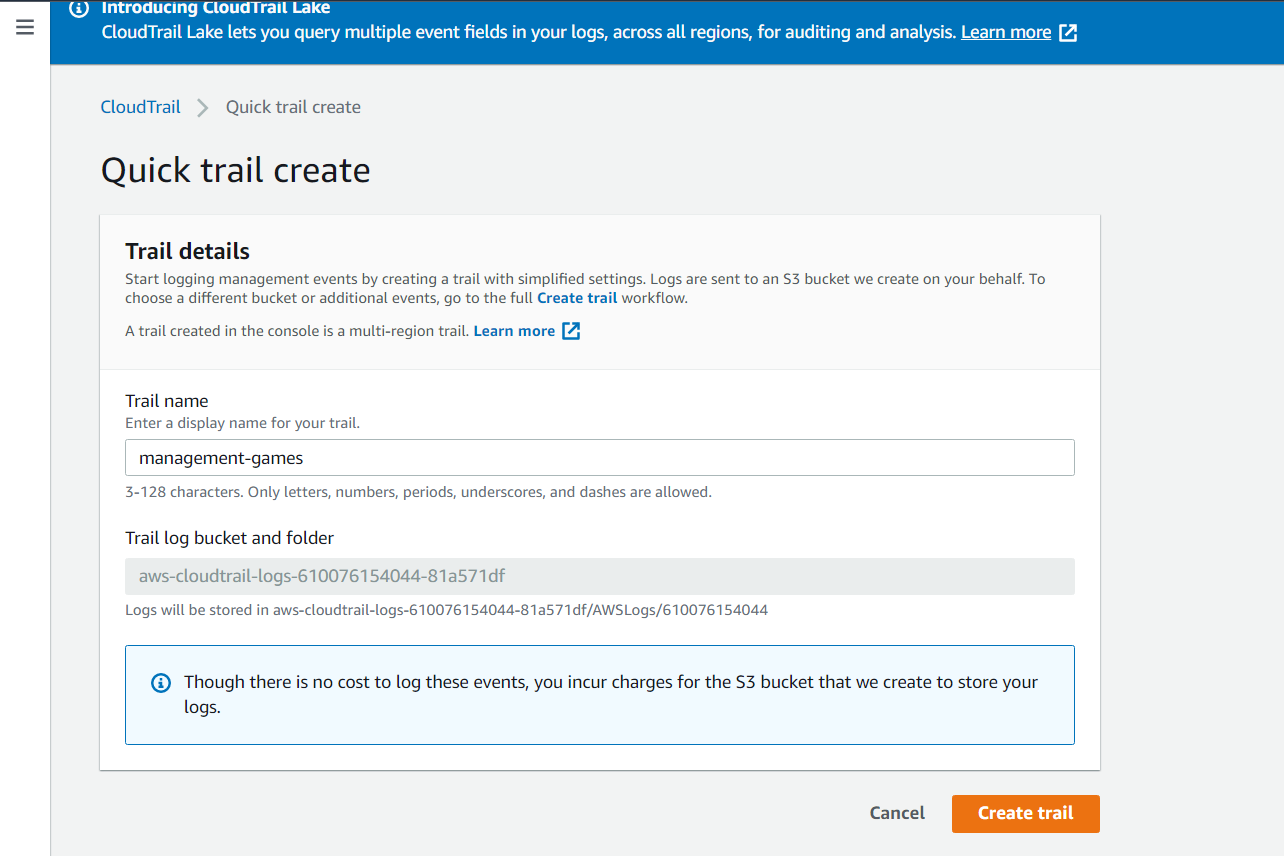 Introducing CloudTrail Lake
CloudTrail Lake lets you query multiple event fields in your logs, across all regions, for auditing and analysis. Learn more
CloudTrail
Quick trail create
Quick trail create
Trail details
Start logging management events by creating a trail with simplified settings. Logs are sent to an S3 bucket we create on your behalf. To
choose a different bucket or additional events, go to the full Create trail workflow.
A trail created in the console is a multi-region trail. Learn more
Trail name
Enter a display name for your trail.
management-games
3-128 characters. Only letters, numbers, periods, underscores, and dashes are allowed.
Trail log bucket and folder
aws-cloudtrail-logs-610076154044-81a571df
Logs will be stored in aws-cloudtrail-logs-610076154044-81a571df/AWSLogs/610076154044
Though there is no cost to log these events, you incur charges for the S3 bucket that we create to store your
logs.
Cancel
Create trail